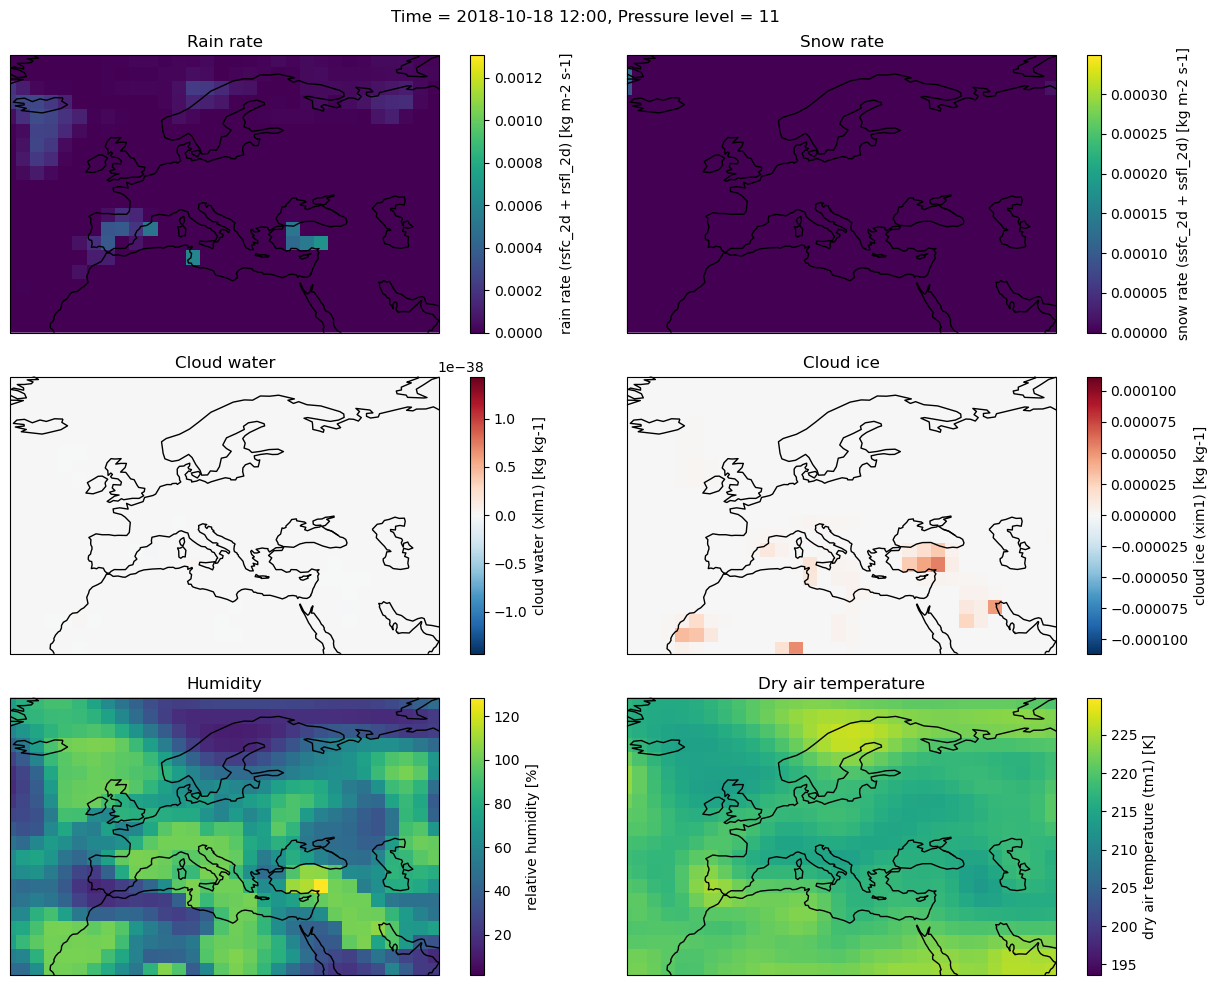 Time = 2018-10-18 12:00, Pressure level = 11
Rain rate
0.0012
0.0010
0.0008
0.0006
0.0004
0.0002
0.0000
rain rate (rsfc_2d + rsfl_2d) [kg m-2 s-1]
Snow rate
0.00030
0.00025
0.00020
0.00015
0.00010
0.00005
0.00000
snow rate (ssfc_2d + ssfl_2d) [kg m-2 s-1]
Cloud water
1e−38
1.0
0.5
0.0
−0.5
−1.0
cloud water (xlm1) [kg kg-1]
Cloud ice
0.000100
0.000075
0.000050
0.000025
0.000000
−0.000025
−0.000050
−0.000075
−0.000100
cloud ice (xim1) [kg kg-1]
Humidity
120
100
80
60
40
20
relative humidity [%]
Dry air temperature
225
220
215
210
205
200
195
dry air temperature (tm1) [K]